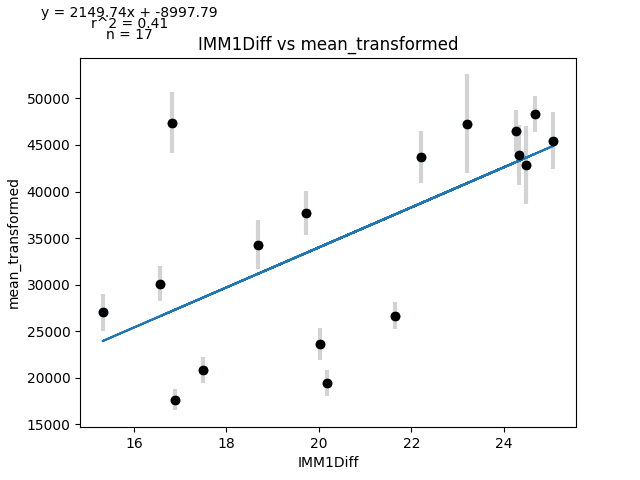 y = 2149.74x + -8997.79
r^2 = 0.41
n = 17
IMM1Diff vs mean_transformed
mean_transformed
50000
45000
40000
35000
30000
25000
20000
15000
16 18 20 22 24
IMM1Diff